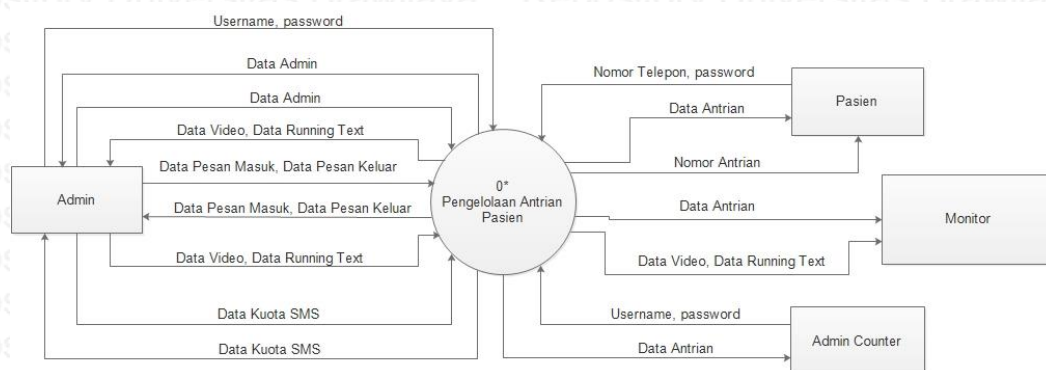 Username, password
Data Admin
Data Admin
Data Video, Data Running Text
Data Pesan Masuk, Data Pesan Keluar
Admin
Data Pesan Masuk, Data Pesan Keluar
Data Video, Data Running Text
Data Kuota SMS
Data Kuota SMS
0*
Pengelolaan Antrian
Pasien
Nomor Telepon, password
Pasien
Data Antrian
Nomor Antrian
Data Antrian
Monitor
Data Video, Data Running Text
Username, password
Admin Counter
Data Antrian